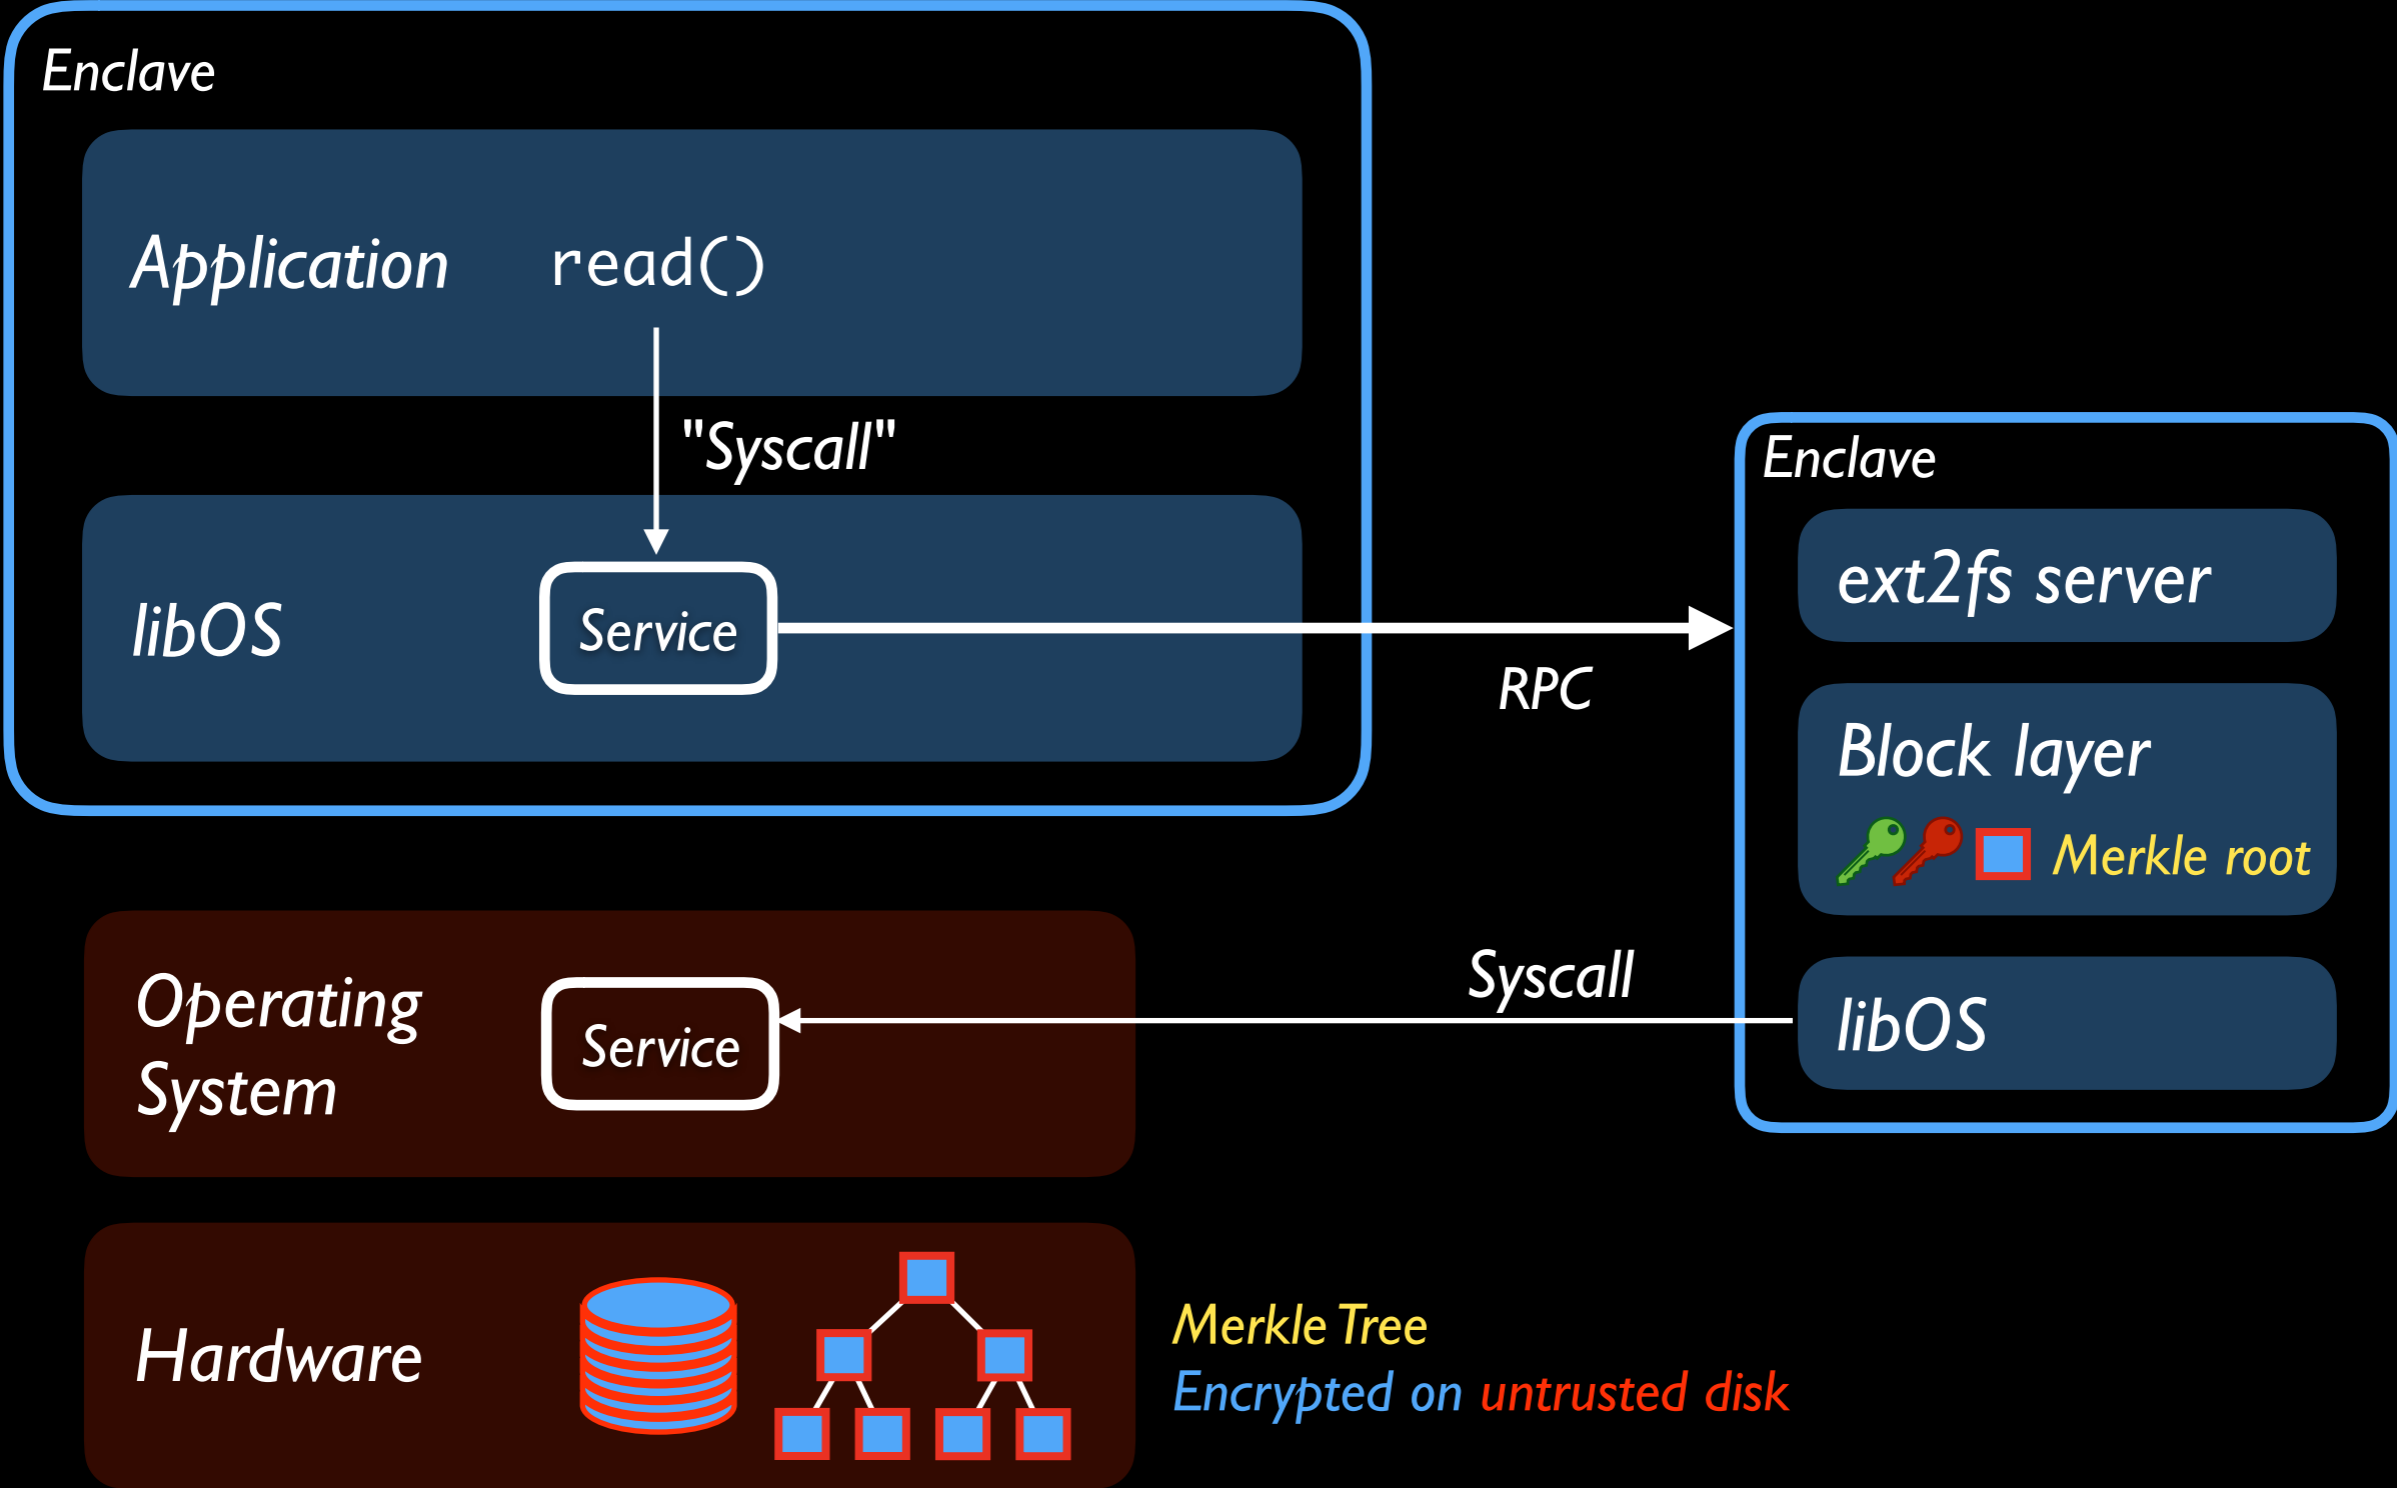 Enclave
Application read()
"Syscall"
libOS Service
RPC
Enclave
ext2fs server
Block layer
Merkle root
libOS
Syscall
Operating
System
Service
Hardware
Merkle Tree
Encrypted on untrusted disk